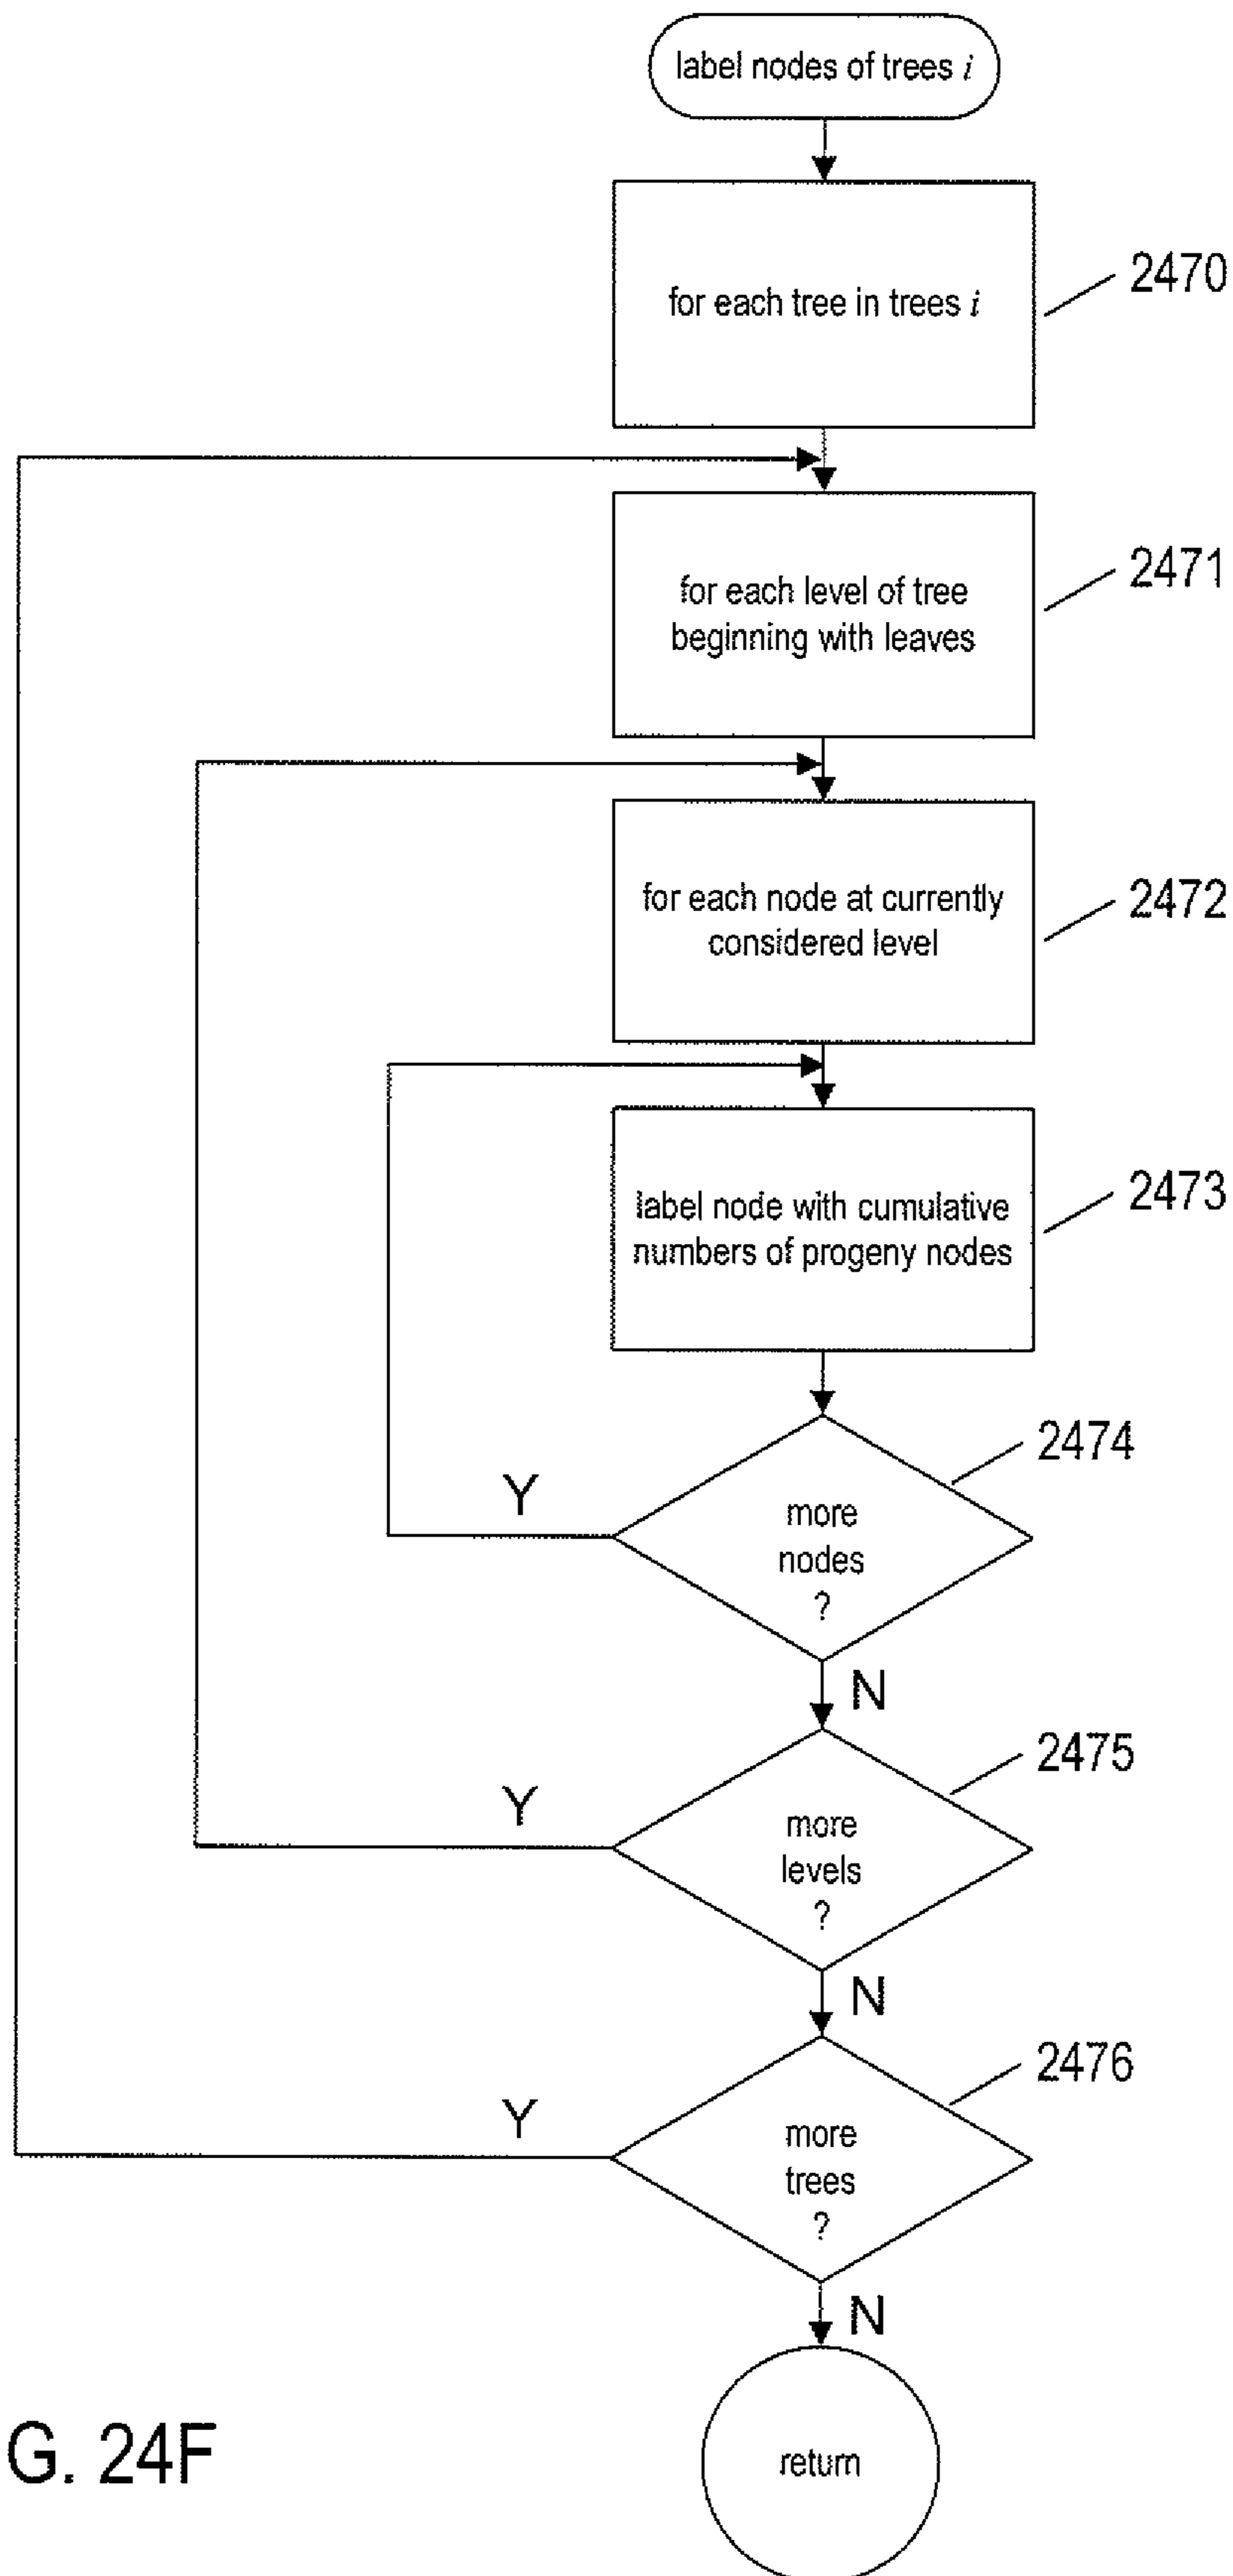 label nodes of trees i
for each tree in trees i
2470
for each level of tree
beginning with leaves
2471
for each node at currently
considered level
2472
label node with cumulative
numbers of progeny nodes
2473
more
nodes
?
2474
Y
N
more
levels
?
2475
Y
N
more
trees
?
2476
Y
N
return
G. 24F